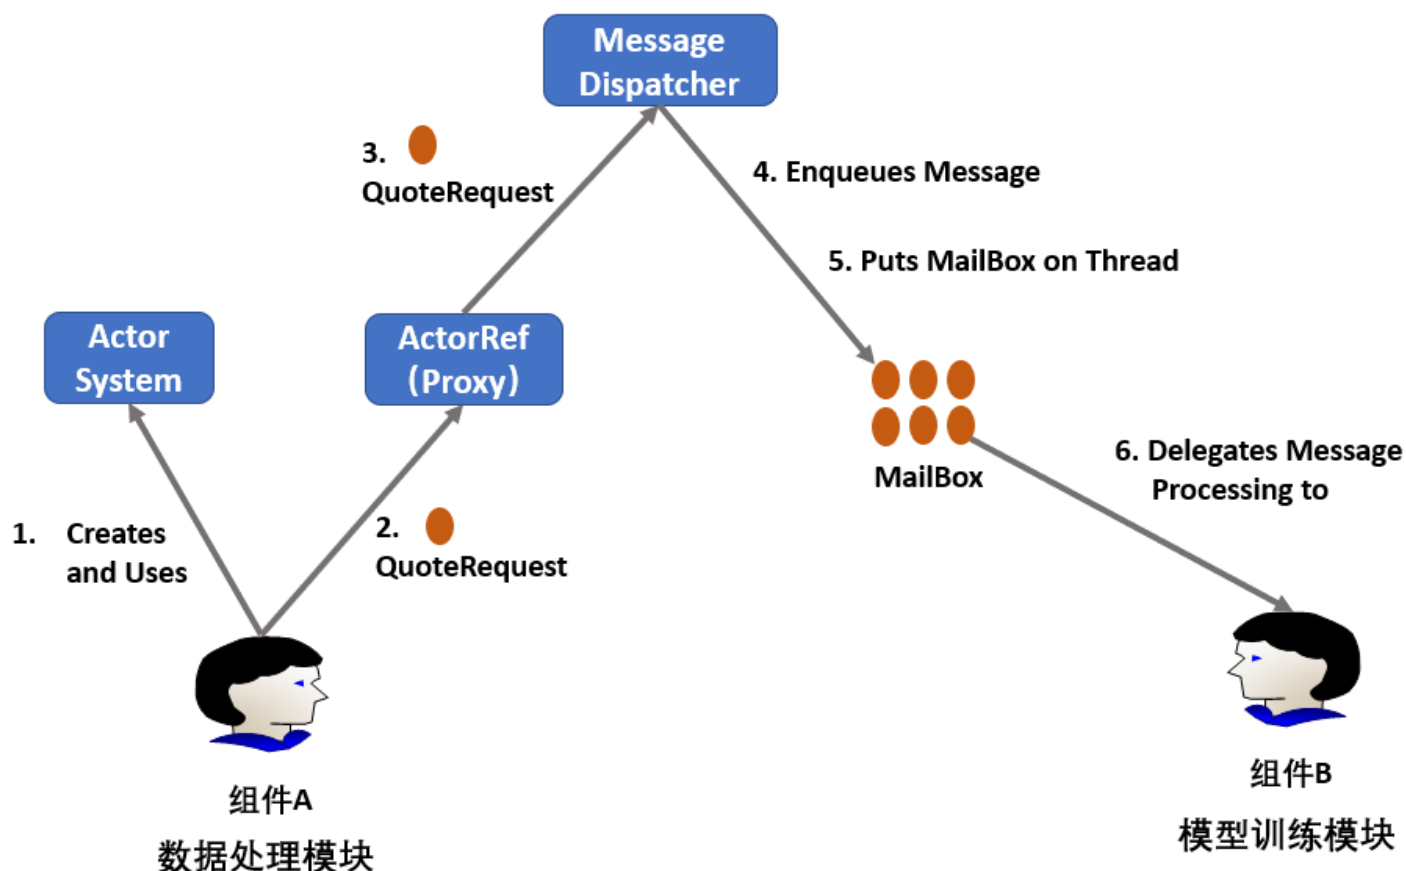 Message
Dispatcher
3.
QuoteRequest
4. Enqueues Message
5. Puts MailBox on Thread
Actor
System
ActorRef
(Proxy)
MailBox
6. Delegates Message
Processing to
1. Creates
and Uses
2.
QuoteRequest
组件A
数据处理模块
组件B
模型训练模块